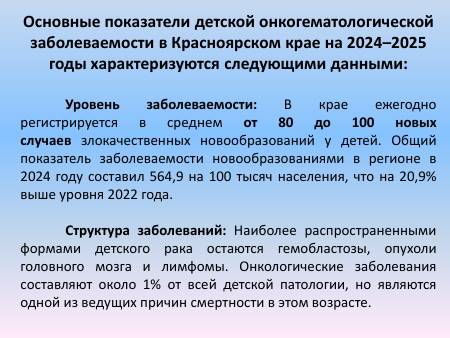 Основные показатели детской онкогематологической
заболеваемости в Красноярском крае на 2024–2025
годы характеризуются следующими данными:
Уровень заболеваемости: В крае ежегодно
регистрируется в среднем от 80 до 100 новых
случаев злокачественных новообразований у детей. Общий
показатель заболеваемости новообразованиями в регионе в
2024 году составил 564,9 на 100 тысяч населения, что на 20,9%
выше уровня 2022 года.
Структура заболеваний: Наиболее распространенными
формами детского рака остаются гемобластозы, опухоли
головного мозга и лимфомы. Онкологические заболевания
составляют около 1% от всей детской патологии, но являются
одной из ведущих причин смертности в этом возрасте.